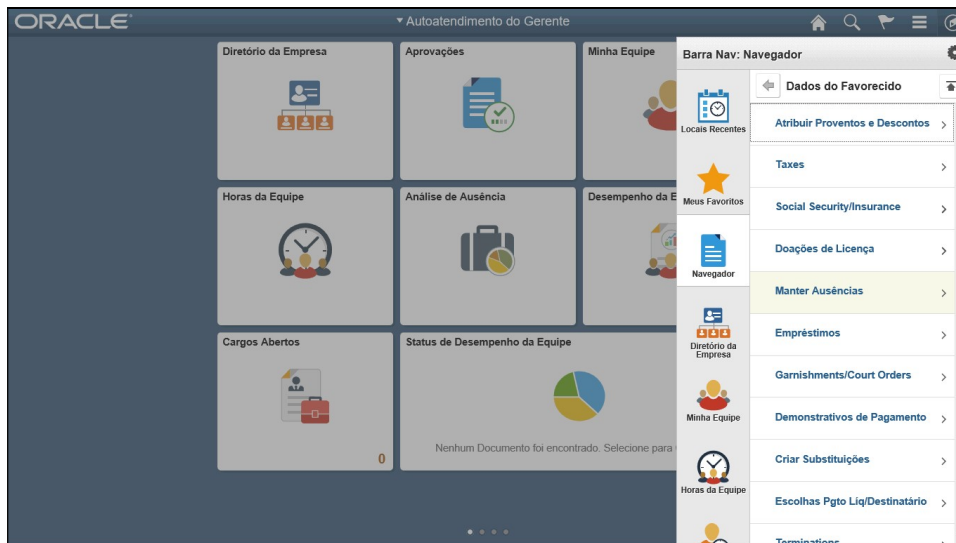 ORACLE
Autoatendimento do Gerente
Diretório da Empresa
Aprovações
Minha Equipe
Horas da Equipe
Análise de Ausência
Desempenho da E
Cargos Abertos
0
Status de Desempenho da Equipe
Nenhum Documento foi encontrado. Selecione para
Barra Nav: Navegador
Locais Recentes
Meus Favoritos
Navegador
Diretório da
Empresa
Minha Equipe
Horas da Equipe
Dados do Favorecido
Atribuir Proventos e Descontos
Taxes
Social Security/Insurance
Doações de Licença
Manter Ausências
Empréstimos
Garnishments/Court Orders
Demonstrativos de Pagamento
Criar Substituições
Escolhas Pgto Líq/Destinatário
Terminations